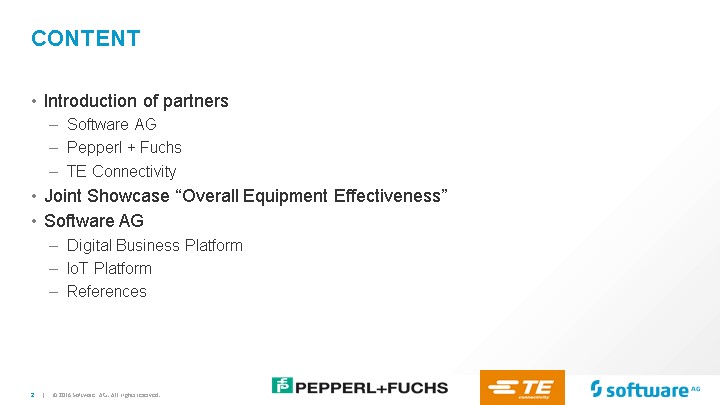 CONTENT
• Introduction of partners
– Software AG
– Pepperl + Fuchs
– TE Connectivity
• Joint Showcase “Overall Equipment Effectiveness”
• Software AG
– Digital Business Platform
– Io.T Platform
– References
2 | © 2016 Software AG. All rights reserved.
PEPPERL+FUCHS
TE
connectivity
software AG